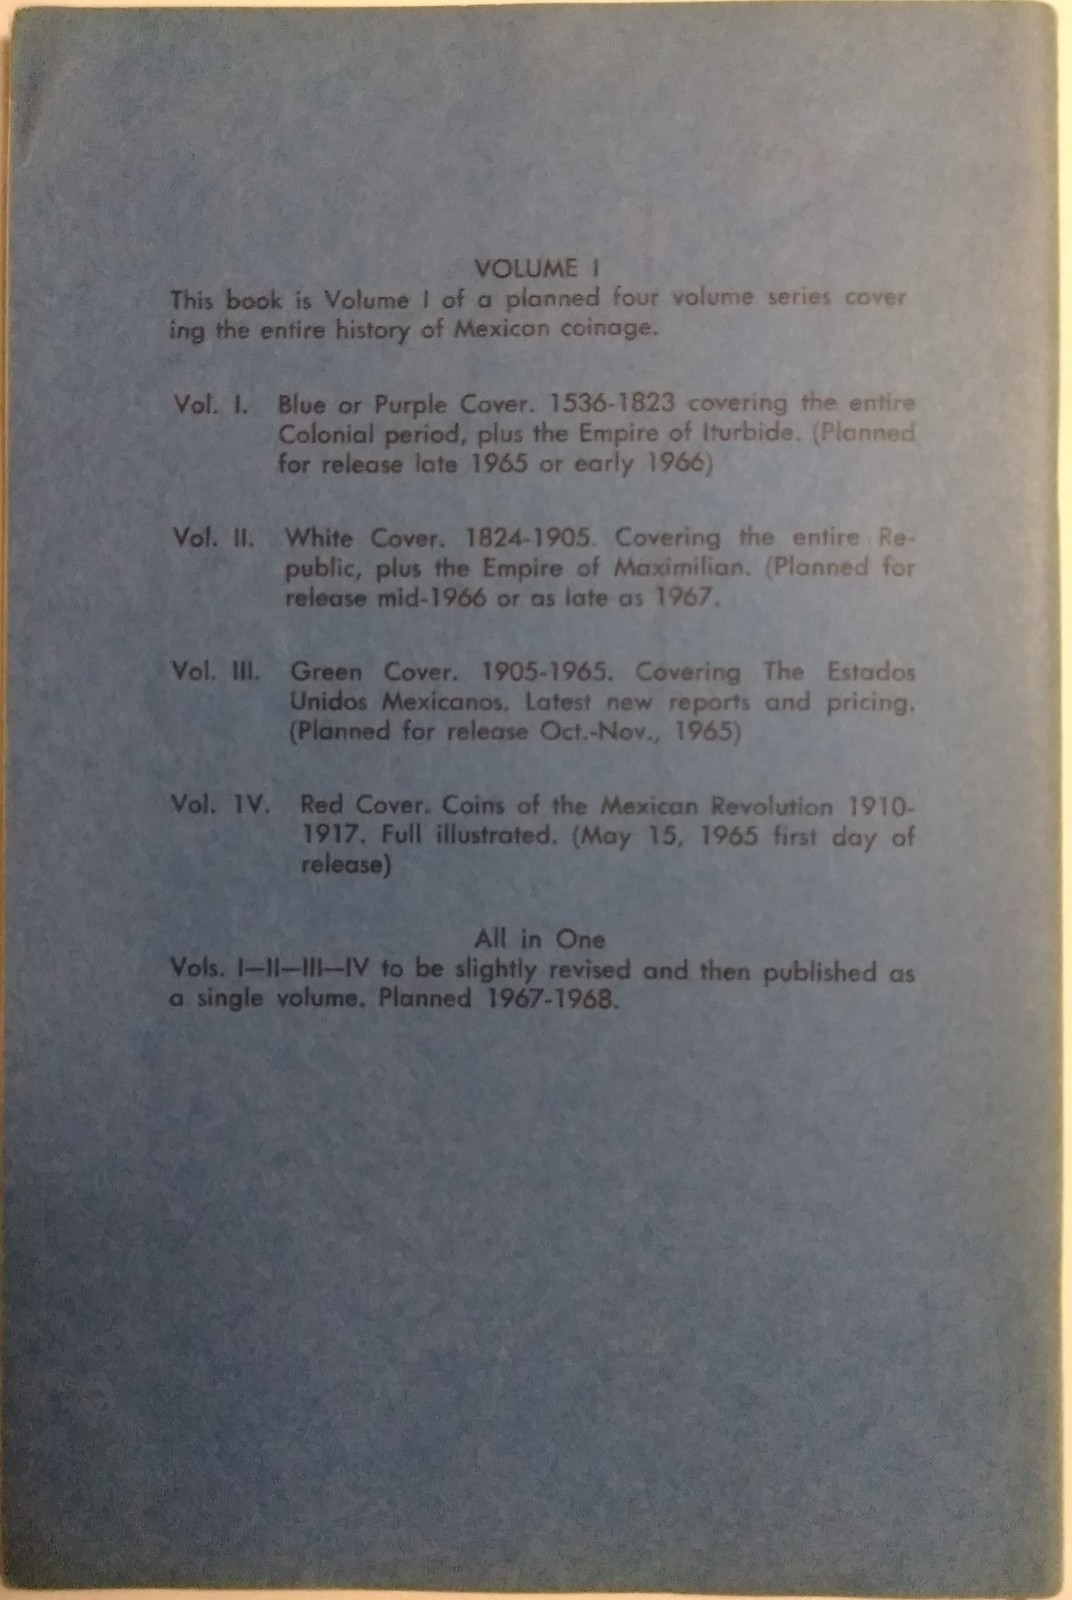 VOLUME I
This book is Volume I of a planned four volume series cover
ing the entire history of Mexican coinage.
Vol. I. Blue or Purple Cover. 1536-1823 covering the entire
Colonial period, plus the Empire of Iturbide. (Planned
for release late 1965 or early 1966)
Vol. II. White Cover. 1824-1905. Covering the entire Re-
public, plus the Empire of Maximilian. (Planned for
release mid-1966 or as late as 1967.
Vol. III. Green Cover. 1905-1965. Covering The Estados
Unidos Mexicanos. Latest new reports and pricing.
(Planned for release Oct.-Nov., 1965)
Vol. 1V. Red Cover. Coins of the Mexican Revolution 1910-
1917. Full illustrated. (May 15, 1965 first day of
release)
All in One
Vols. I—II—III—IV to be slightly revised and then published as
a single volume. Planned 1967-1968.